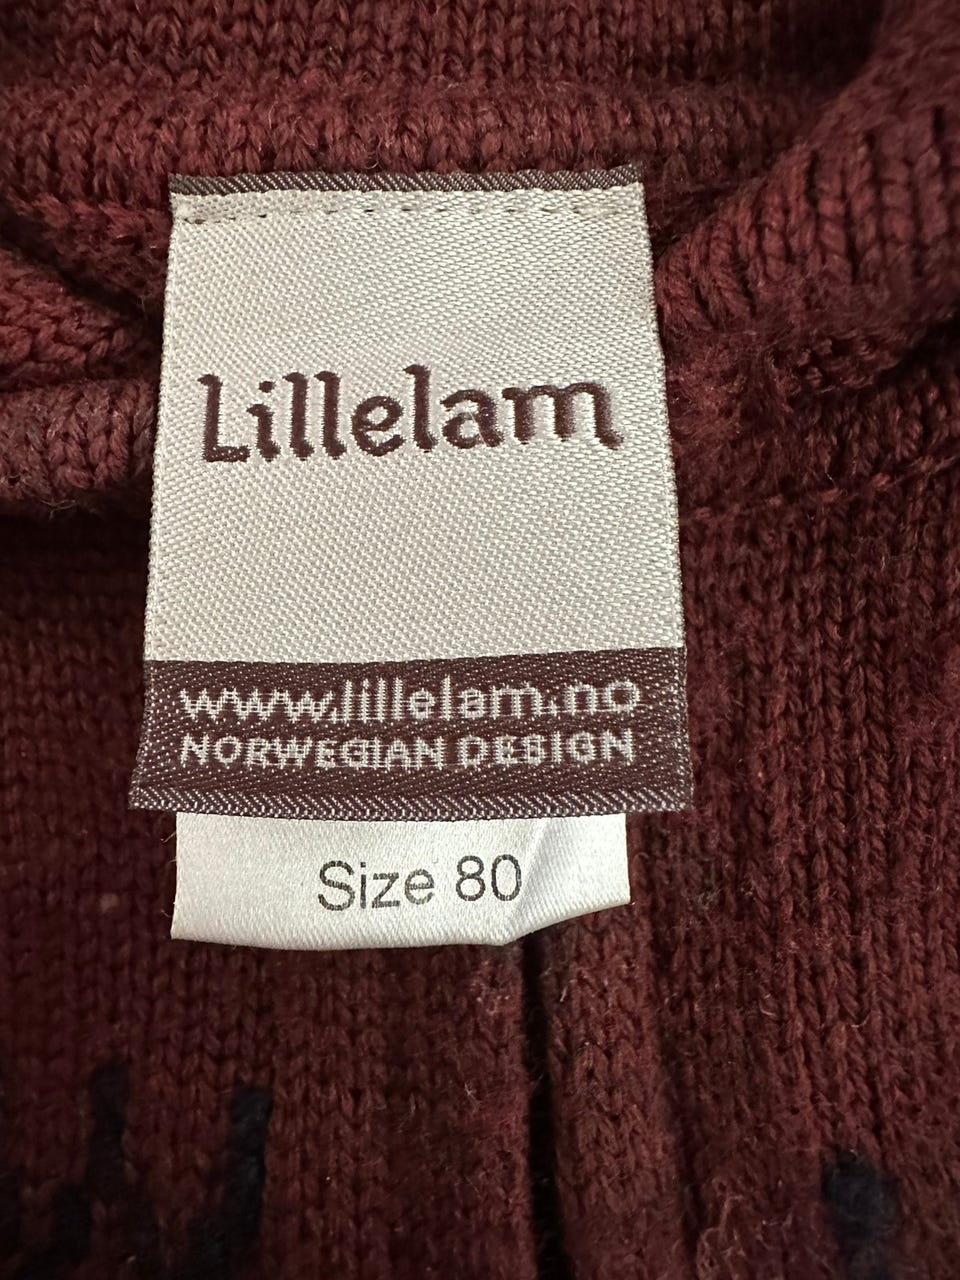 Lillelam
www.lillelam.no
NORWEGIAN DESIGN
Size 80